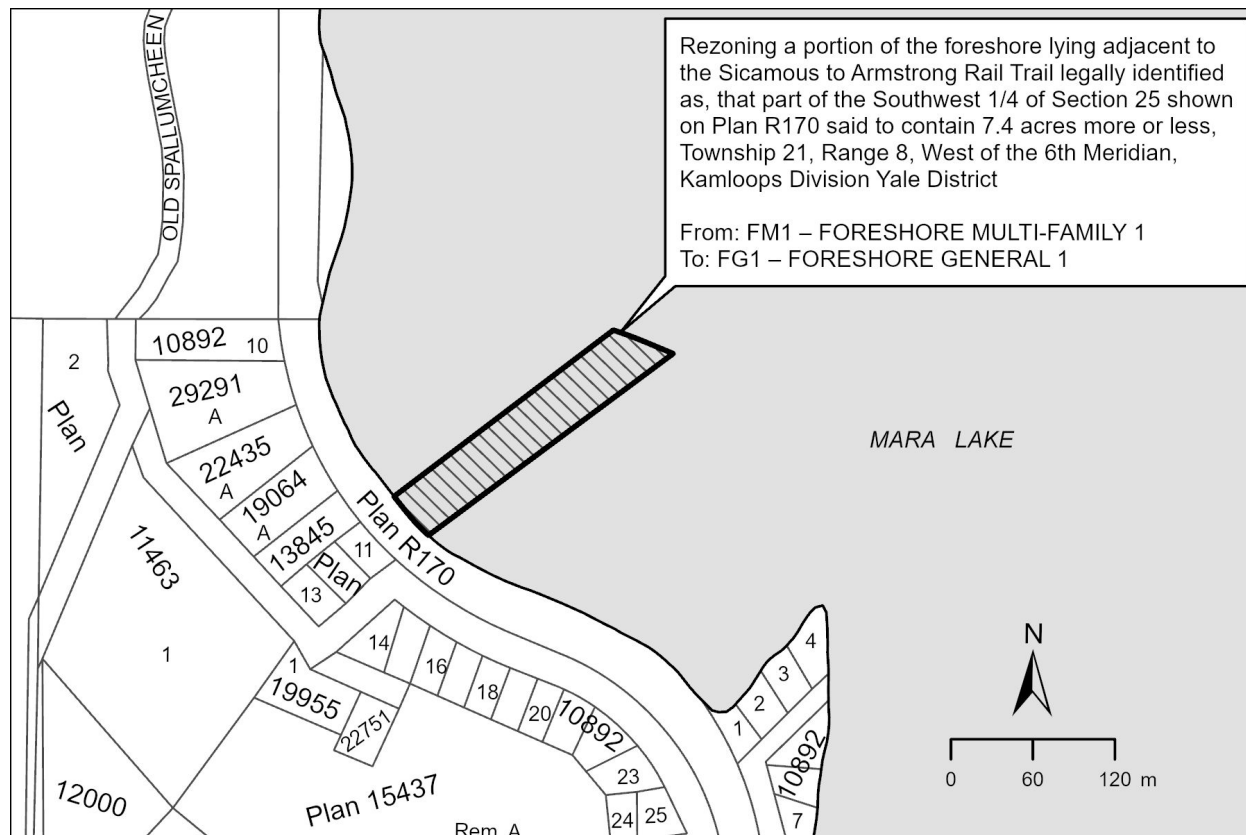 Rezoning a portion of the foreshore lying adjacent to
the Sicamous to Armstrong Rail Trail legally identified
as, that part of the Southwest 1/4 of Section 25 shown
on Plan R170 said to contain 7.4 acres more or less,
Township 21, Range 8, West of the 6th Meridian,
Kamloops Division Yale District
From: FM1 – FORESHORE MULTI-FAMILY 1
To: FG1 – FORESHORE GENERAL 1
OLD SPALLUMCHEEN
10892 10
2
Plan
29291
A
22435
A
19064
A
13845
11
Plan
13
Plan R170
MARA LAKE
11463
1
14
16
18
20
10892
23
24
25
1
19955
22751
12000
Plan 15437
Rem A
4
3
2
1
10892
7
N
0 60 120 m